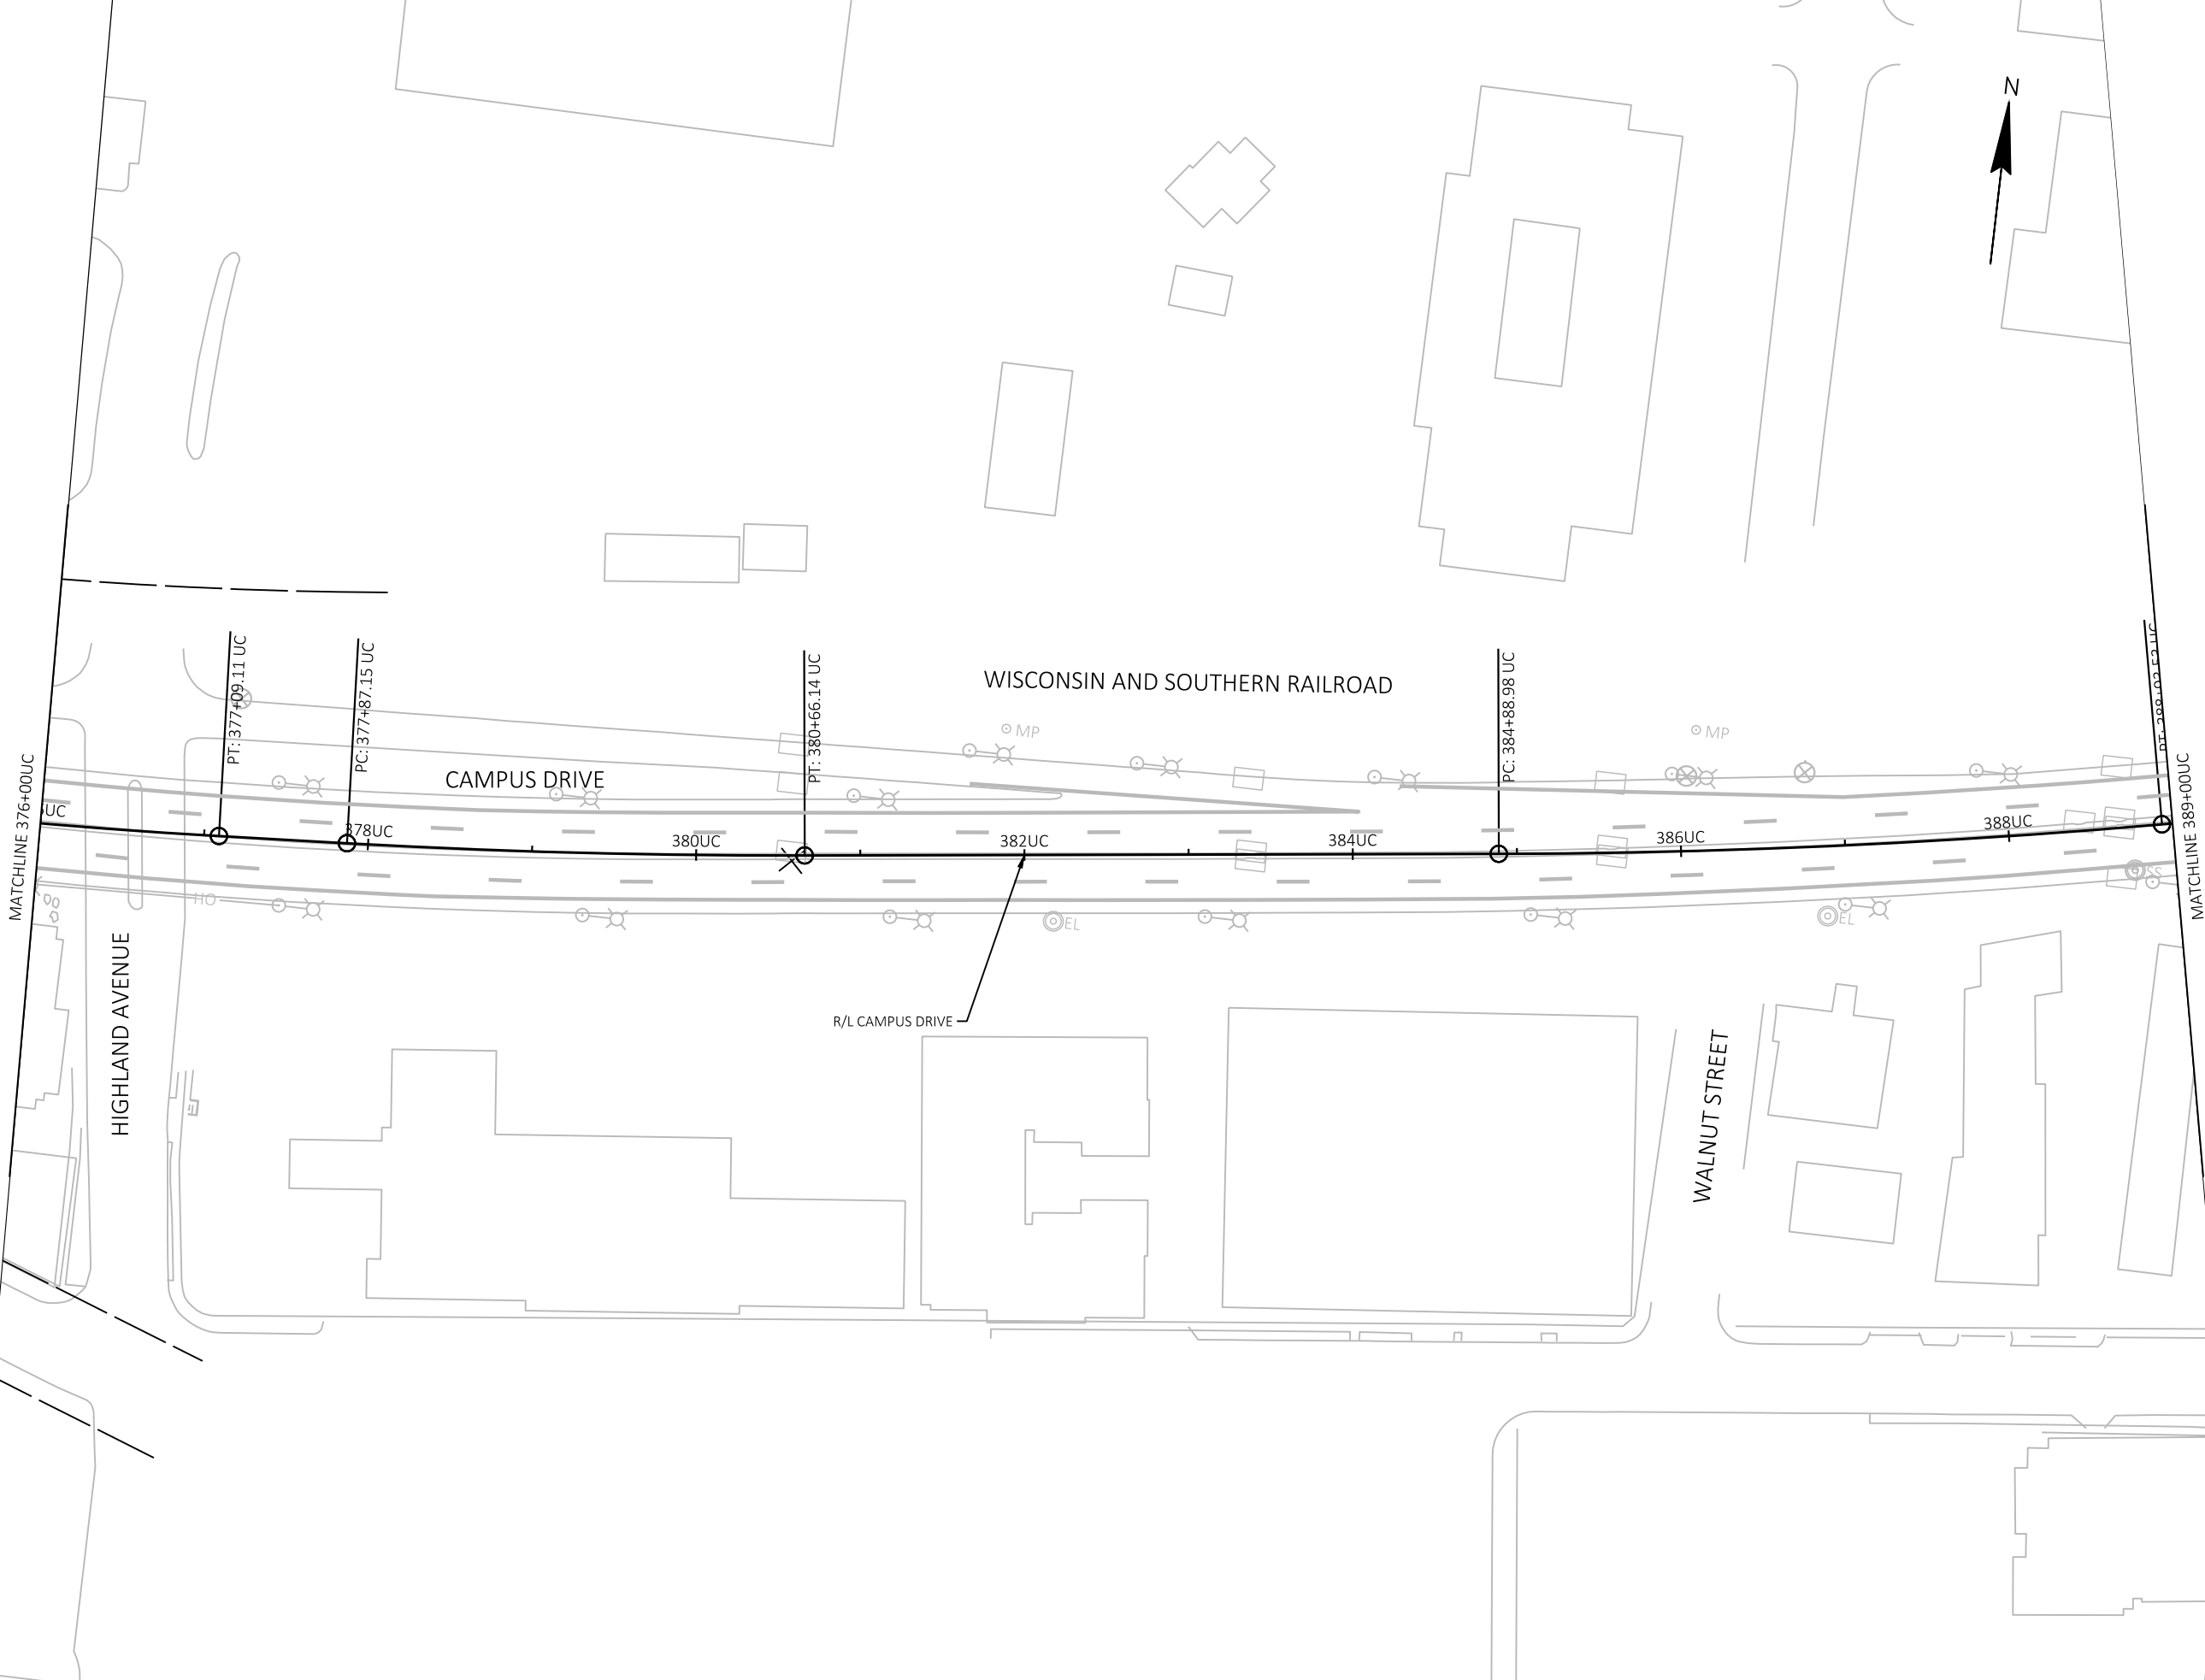 N
WISCONSIN AND SOUTHERN RAILROAD
PT: 377+09.11 UC
PC: 377+87.15 UC
PT: 380+66.14 UC
PC: 384+88.98 UC
MP
MP
CAMPUS DRIVE
MATCHLINE 376+00UC
MATCHLINE 389+00UC
378UC
380UC
382UC
384UC
386UC
388UC
HO
EL
EL
SS
R/L CAMPUS DRIVE
HIGHLAND AVENUE
WALNUT STREET